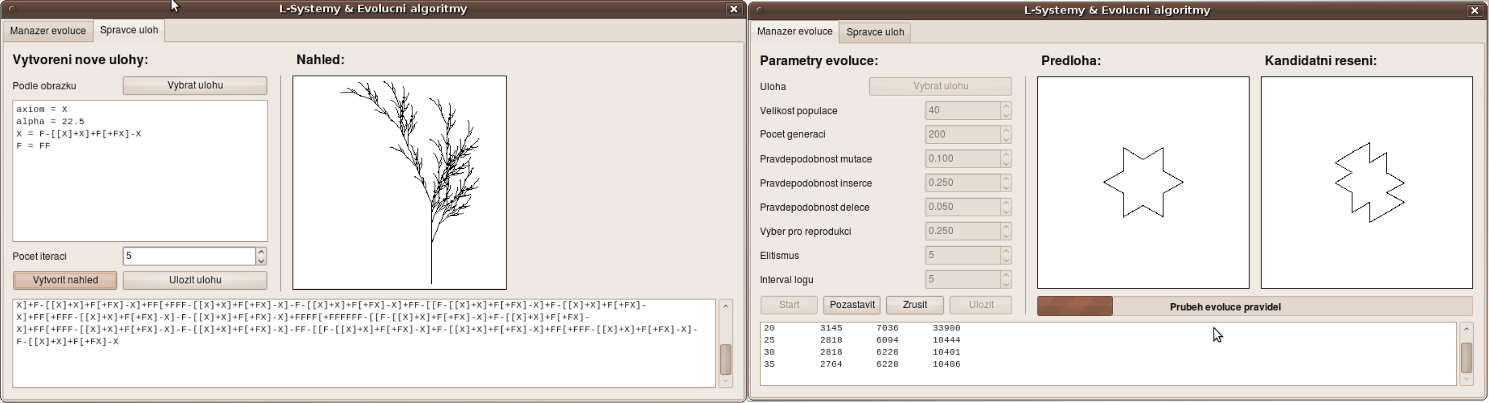 L-Systemy & Evolucni algoritmy
Manazer evoluce Spravce uloh
Vytvoreni nove ulohy:
Nahled:
Podle obrazku
Vybrat ulohu
axiom = X
alpha = 22.5
X = F-[[X]+X]+F[+FX]-X
F = FF
Pocet iteraci
5
Vytvorit nahled
Ulozit ulohu
X]+F-[[X]+X]+F[+FX]-X]+FF[+FFF-[[X]+X]+F[+FX]-X]-F-[[X]+X]+F[+FX]-X]+FF-[[F-[[X]+X]+F[+FX]-X]+F-[[X]+X]+F[+FX]-
X]+FF[+FFF-[[X]+X]+F[+FX]-X]-F-[[X]+X]+F[+FX]-X]+FFFF[+FFFFFF-[[F-[[X]+X]+F[+FX]-X]+F-[[X]+X]+F[+FX]-
X]+FF[+FFF-[[X]+X]+F[+FX]-X]-F-[[X]+X]+F[+FX]-X]-FF-[[F-[[X]+X]+F[+FX]-X]+F-[[X]+X]+F[+FX]-X]+FF[+FFF-[[X]+X]+F[+FX]-X]-
F-[[X]+X]+F[+FX]-X
L-Systemy & Evolucni algoritmy
Manazer evoluce Spravce uloh
Parametry evoluce:
Predloha:
Kandidatni reseni:
Uloha
Vybrat ulohu
Velikost populace
40
Pocet generaci
200
Pravdepodobnost mutace
0.100
Pravdepodobnost inserce
0.250
Pravdepodobnost delece
0.050
Vyber pro reprodukci
0.250
Elitismus
5
Interval logu
5
Start Pozastavit Zrusit Ulozit
Prubeh evoluce pravidel
20 3145 7036 33900
25 2818 6094 10444
30 2818 6228 10401
35 2764 6228 10406